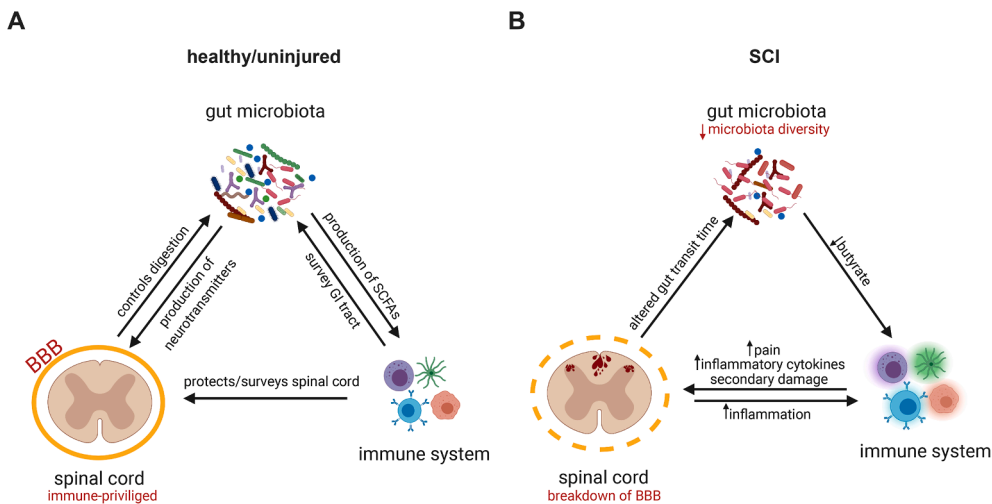 A
healthy/uninjured
gut microbiota
controls digestion
production of
neurotransmitters
production of SCFAs
survey GI tract
BBB
protects/surveys spinal cord
spinal cord
immune-priviliged
immune system
B
SCI
gut microbiota
↓ microbiota diversity
altered gut transit time
↓butyrate
↑pain
↑inflammatory cytokines
secondary damage
↑inflammation
spinal cord
breakdown of BBB
immune system